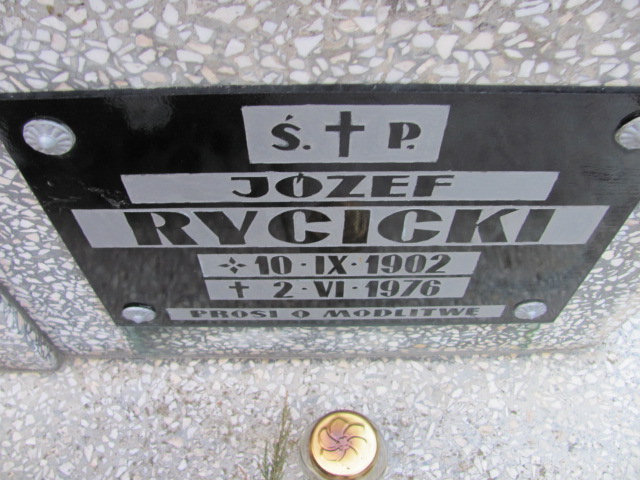 Ś. ✝ P.
JÓZEF
RYCICKI
✣ 10·IX·1902
✝ 2·VI·1976
PROSI O MODLITWĘ